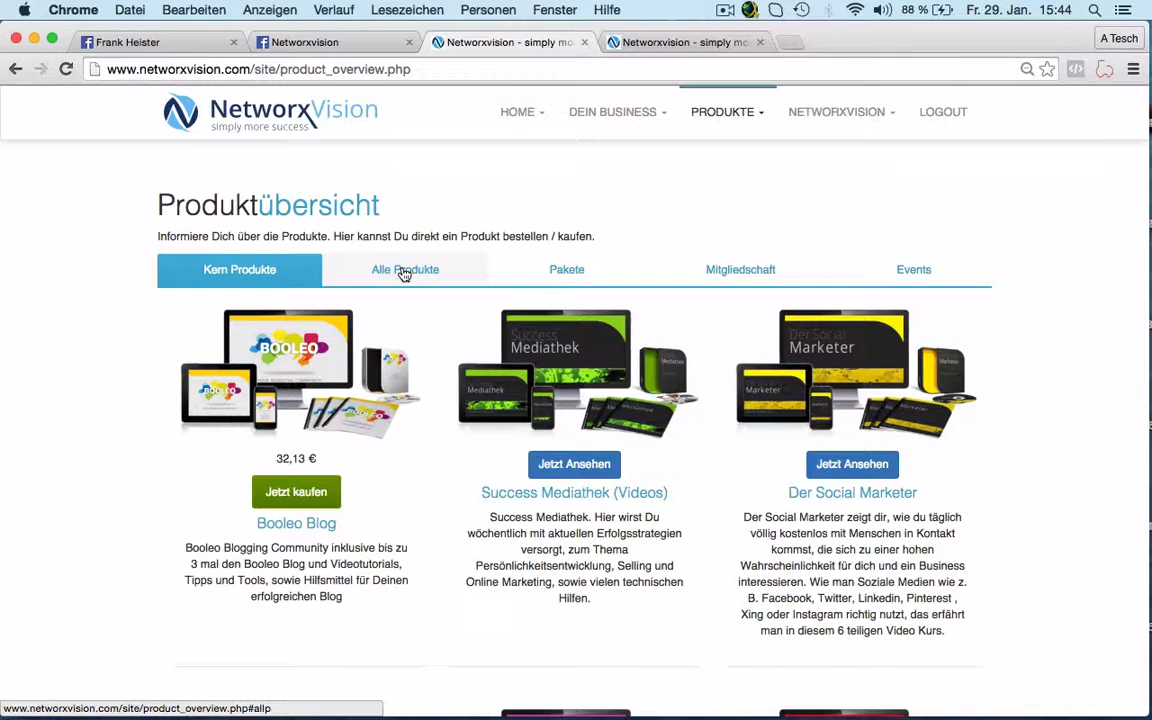 Chrome Datei Bearbeiten Anzeigen Verlauf Lesezeichen Personen Fenster Hilfe 88 % Fr. 29. Jan. 15:44
Frank Heister Networxvision Networxvision - simply mo Networxvision - simply mo A Tesch
www.networxvision.com/site/product_overview.php
NetworxVision
simply more success
HOME DEIN BUSINESS PRODUKTE NETWORXVISION LOGOUT
Produktübersicht
Informiere Dich über die Produkte. Hier kannst Du direkt ein Produkt bestellen / kaufen.
Kern Produkte Alle Produkte Pakete Mitgliedschaft Events
BOOLEO
BOOLEO
Success
Mediathek
Mediathek
Mediathek
Der Social
Marketer
Marketer
Marketer
32,13 €
Jetzt kaufen
Booleo Blog
Booleo Blogging Community inklusive bis zu
3 mal den Booleo Blog und Videotutorials,
Tipps und Tools, sowie Hilfsmittel für Deinen
erfolgreichen Blog
Jetzt Ansehen
Success Mediathek (Videos)
Success Mediathek. Hier wirst Du
wöchentlich mit aktuellen Erfolgsstrategien
versorgt, zum Thema
Persönlichkeitsentwicklung, Selling und
Online Marketing, sowie vielen technischen
Hilfen.
Jetzt Ansehen
Der Social Marketer
Der Social Marketer zeigt dir, wie du täglich
völlig kostenlos mit Menschen in Kontakt
kommst, die sich zu einer hohen
Wahrscheinlichkeit für dich und ein Business
interessieren. Wie man Soziale Medien wie z.
B. Facebook, Twitter, Linkedin, Pinterest ,
Xing oder Instagram richtig nutzt, das erfährt
man in diesem 6 teiligen Video Kurs.
www.networxvision.com/site/product_overview.php#allp